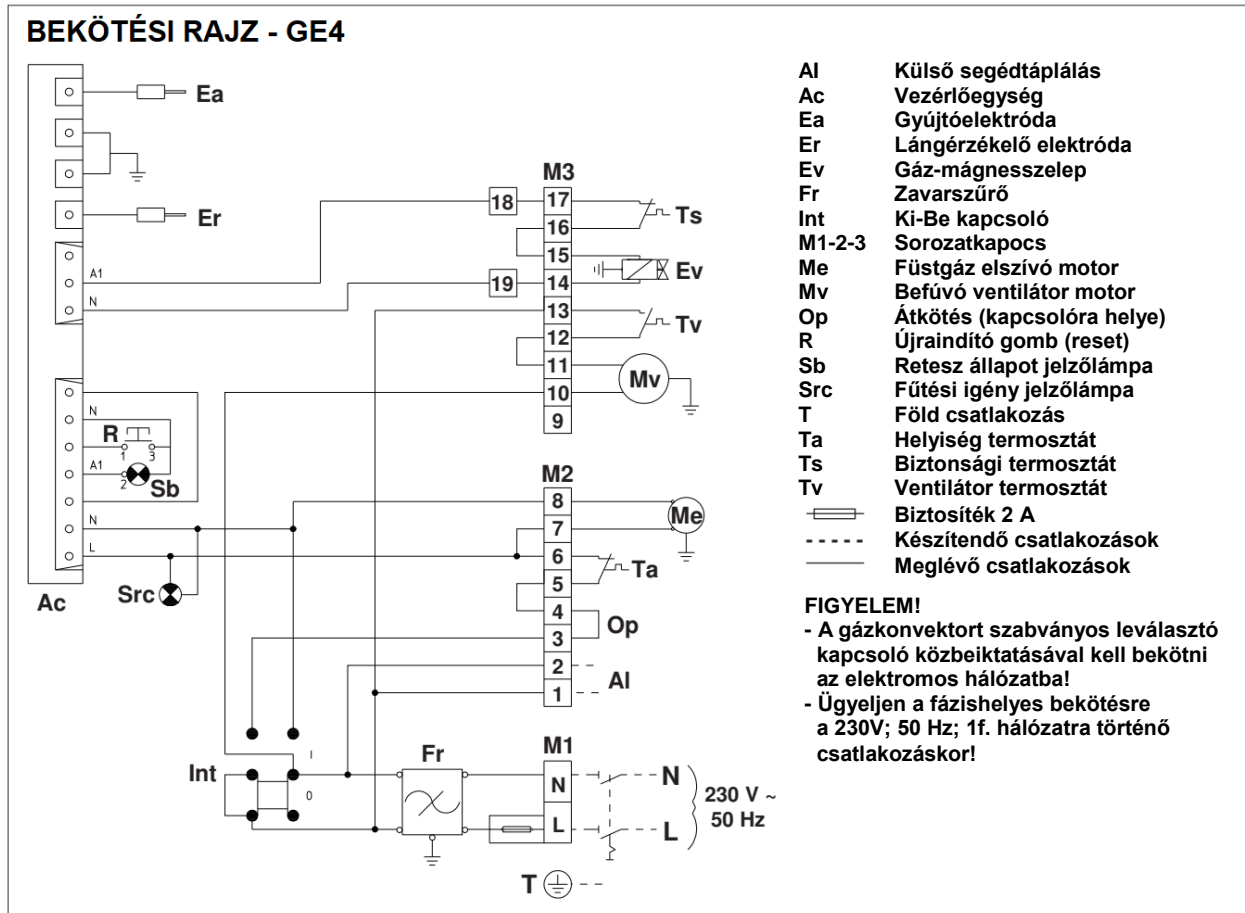 BEKÖTÉSI RAJZ - GE4
Ea
Er
A1
N
N
R
1
3
A1
2
Sb
N
L
Ac
Src
M3
18
17
16
15
19
14
13
12
11
10
9
Ts
Ev
Tv
Mv
M2
8
7
6
5
4
3
2
1
Me
Ta
Op
Al
Int
I
0
Fr
M1
N
L
N
L
230 V ~
50 Hz
T
Al Külső segédtáplálás
Ac Vezérlőegység
Ea Gyújtóelektróda
Er Lángérzékelő elektróda
Ev Gáz-mágnesszelep
Fr Zavarszűrő
Int Ki-Be kapcsoló
M1-2-3 Sorozatkapocs
Me Füstgáz elszívó motor
Mv Befúvó ventilátor motor
Op Átkötés (kapcsolóra helye)
R Újraindító gomb (reset)
Sb Retesz állapot jelzőlámpa
Src Fűtési igény jelzőlámpa
T Föld csatlakozás
Ta Helyiség termosztát
Ts Biztonsági termosztát
Tv Ventilátor termosztát
Biztosíték 2 A
Készítendő csatlakozások
Meglévő csatlakozások
FIGYELEM!
- A gázkonvektort szabványos leválasztó
kapcsoló közbeiktatásával kell bekötni
az elektromos hálózatba!
- Ügyeljen a fázishelyes bekötésre
a 230V; 50 Hz; 1f. hálózatra történő
csatlakozáskor!